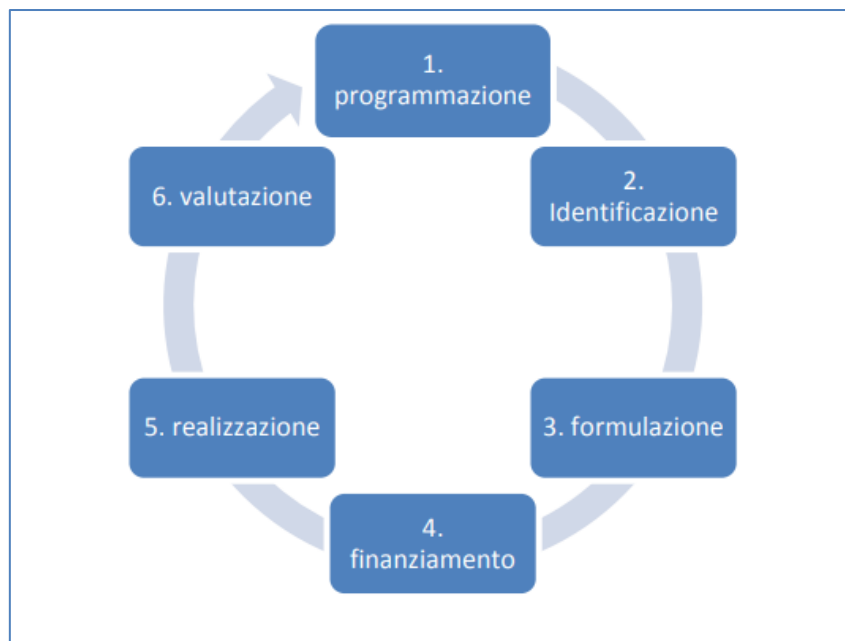 1.
programmazione
2.
Identificazione
3. formulazione
4.
finanziamento
5. realizzazione
6. valutazione